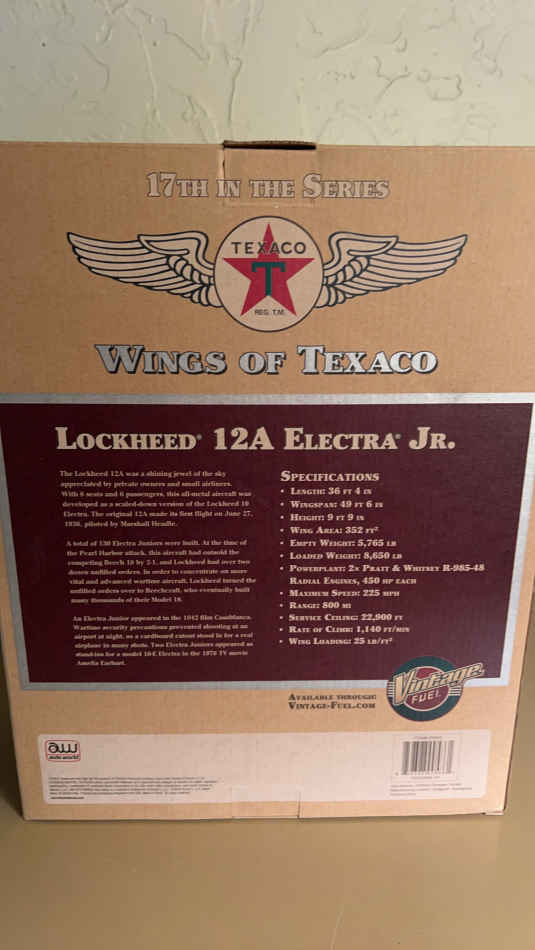 17th in the Series
TEXACO
T
REG. T.M.
Wings of Texaco
Lockheed® 12A Electra® Jr.
The Lockheed 12A was a shining jewel of the sky
appreciated by private owners and small airliners.
With 8 seats and 6 passengers, this all-metal aircraft was
developed as a scaled-down version of the Lockheed 10
Electra. The original 12A made its first flight on June 27,
1936, piloted by Marshall Headle.
A total of 130 Electra Juniors were built. At the time of
the Pearl Harbor attack, this aircraft had outsold the
competing Beech 18 by 2-1, and Lockheed had over two
dozen unfilled orders. In order to concentrate on more
vital and advanced wartime aircraft, Lockheed turned the
unfilled orders over to Beechcraft, who eventually built
many thousands of their Model 18.
An Electra Junior appeared in the 1942 film Casablanca.
Wartime security precautions prevented shooting at an
airport at night, so a cardboard cutout stood in for a real
airplane in many shots. Two Electra Juniors appeared as
stand-ins for a model 10-E Electra in the 1976 TV movie
Amelia Earhart.
Specifications
• Length: 36 ft 4 in
• Wingspan: 49 ft 6 in
• Height: 9 ft 9 in
• Wing Area: 352 ft²
• Empty Weight: 5,765 lb
• Loaded Weight: 8,650 lb
• Powerplant: 2x Pratt & Whitney R-985-48
Radial Engines, 450 hp each
• Maximum Speed: 225 mph
• Range: 800 mi
• Service Ceiling: 22,900 ft
• Rate of Climb: 1,140 ft/min
• Wing Loading: 25 lb/ft²
Available through:
Vintage-Fuel.com
Vintage
FUEL
aw
auto world